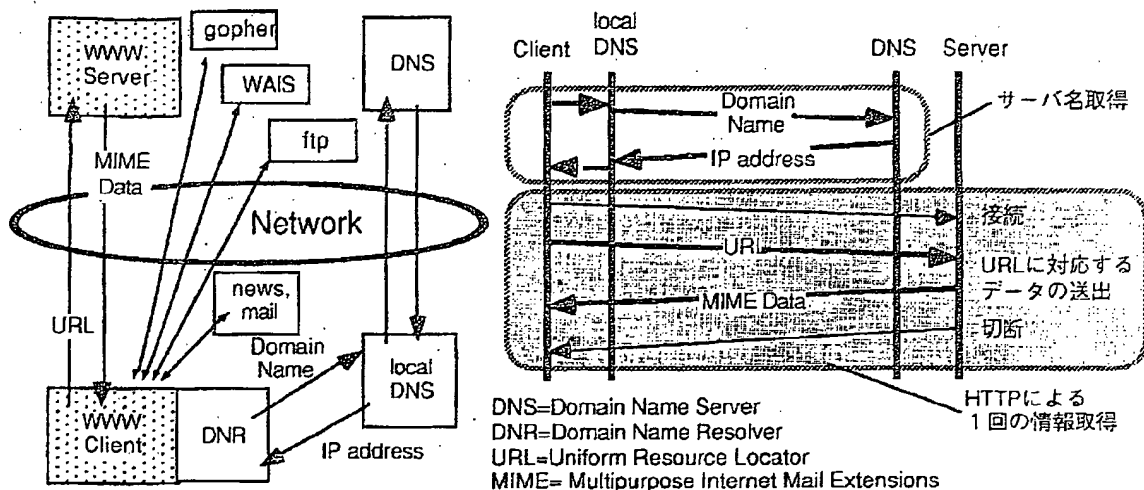 gopher
WWW
Server
WAIS
ftp
DNS
MIME
Data
Network
URL
news,
mail
Domain
Name
local
DNS
WWW
Client
DNR
IP address
Client
local
DNS
DNS
Server
Domain
Name
サーバ名取得
IP address
接続
URL
URLに対応する
データの送出
MIME Data
切断
HTTPによる
1回の情報取得
DNS=Domain Name Server
DNR=Domain Name Resolver
URL=Uniform Resource Locator
MIME= Multipurpose Internet Mail Extensions